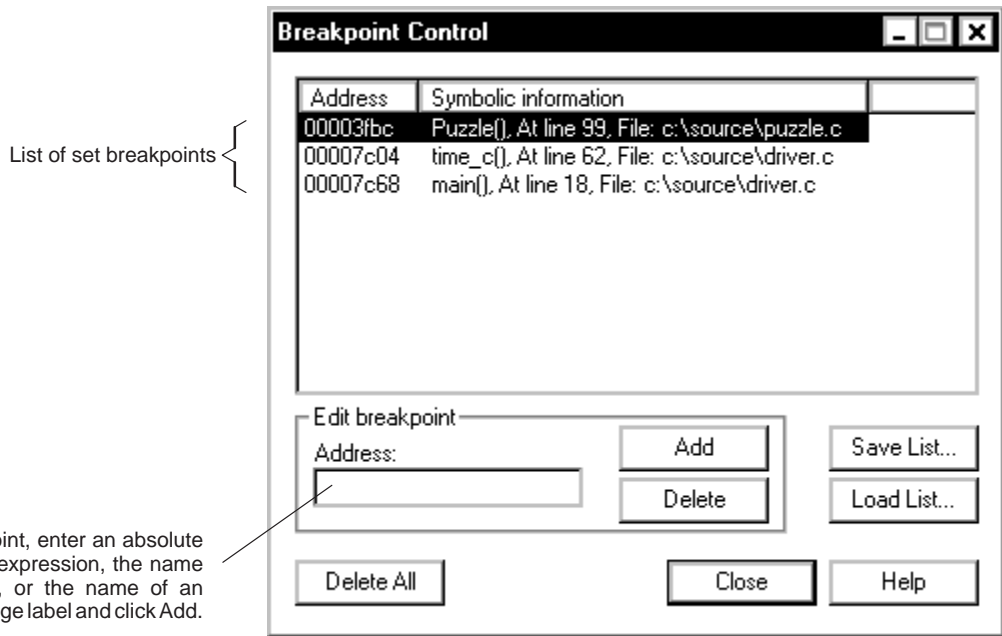 Breakpoint Control
Address Symbolic information
00003fbc Puzzle(), At line 99, File: c:\source\puzzle.c
00007c04 time_c(), At line 62, File: c:\source\driver.c
00007c68 main(), At line 18, File: c:\source\driver.c
List of set breakpoints
Edit breakpoint
Address:
Add
Delete
Save List...
Load List...
Delete All
Close
Help
enter an absolute
expression, the name
, or the name of an
label and click Add.